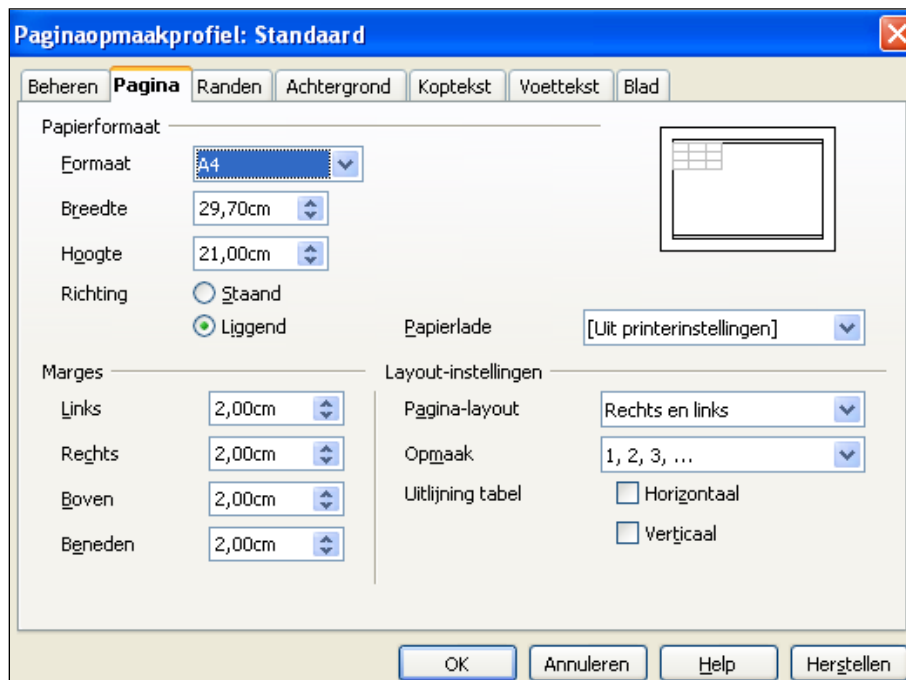 Paginaopmaakprofiel: Standaard
Beheren Pagina Randen Achtergrond Koptekst Voettekst Blad
Papierformaat
Formaat A4
Breedte 29,70cm
Hoogte 21,00cm
Richting Staand
Liggend Papierlade [Uit printerinstellingen]
Marges Layout-instellingen
Links 2,00cm Pagina-layout Rechts en links
Rechts 2,00cm Opmaak 1, 2, 3, ...
Boven 2,00cm Uitlijning tabel Horizontaal
Beneden 2,00cm Verticaal
OK Annuleren Help Herstellen